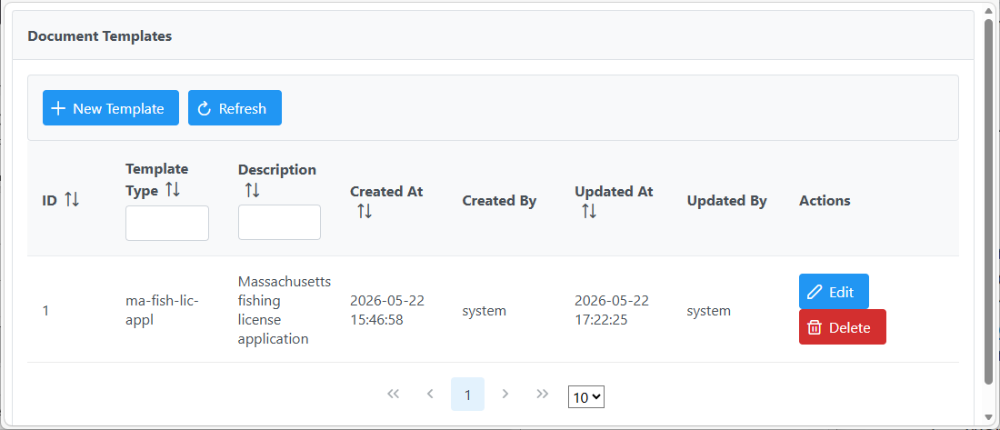 Document Templates
New Template
Refresh
ID
Template
Type
Description
Created At
Created By
Updated At
Updated By
Actions
1
ma-fish-lic-
appl
Massachusetts
fishing
license
application
2026-05-22
15:46:58
system
2026-05-22
17:22:25
system
Edit
Delete
1
10